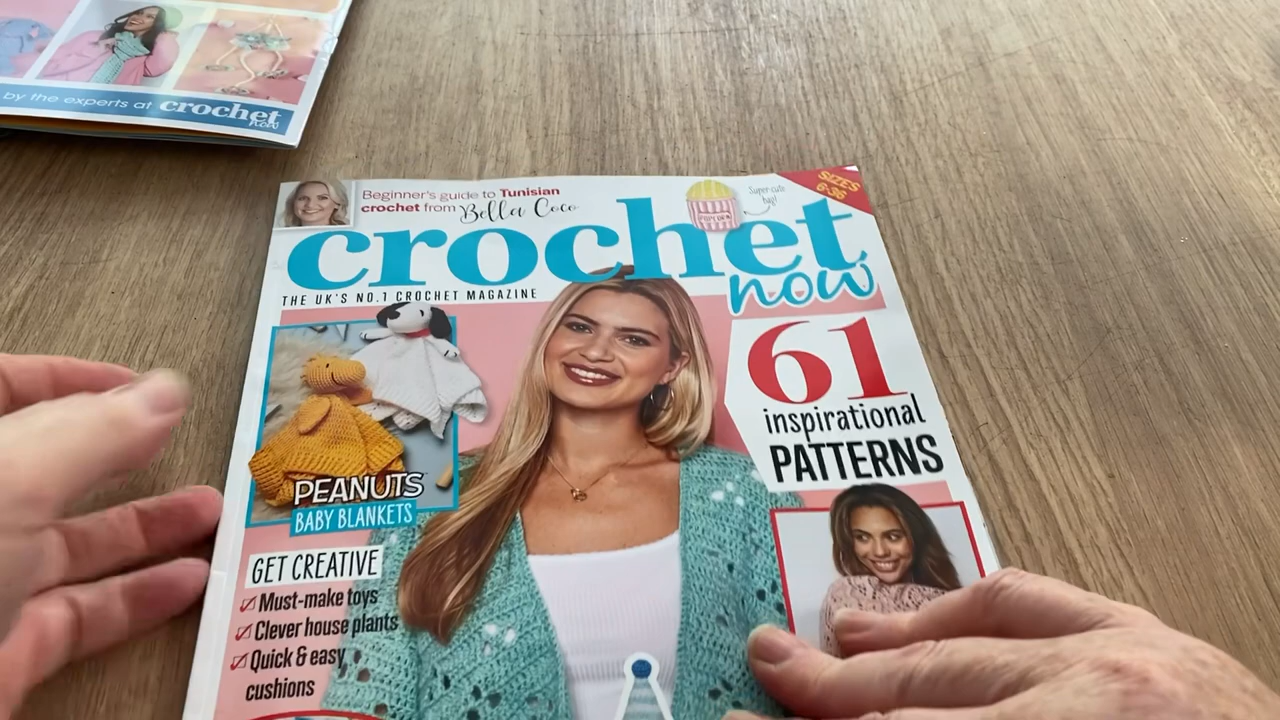 by the experts at crochet now
Beginner's guide to Tunisian
crochet from Bella Coco
POPCORN
Super-cute
bag!
SIZES
6-36
crochet
now
THE UK'S NO.1 CROCHET MAGAZINE
61
inspirational
PATTERNS
PEANUTS
BABY BLANKETS
GET CREATIVE
Must-make toys
Clever house plants
Quick & easy
cushions